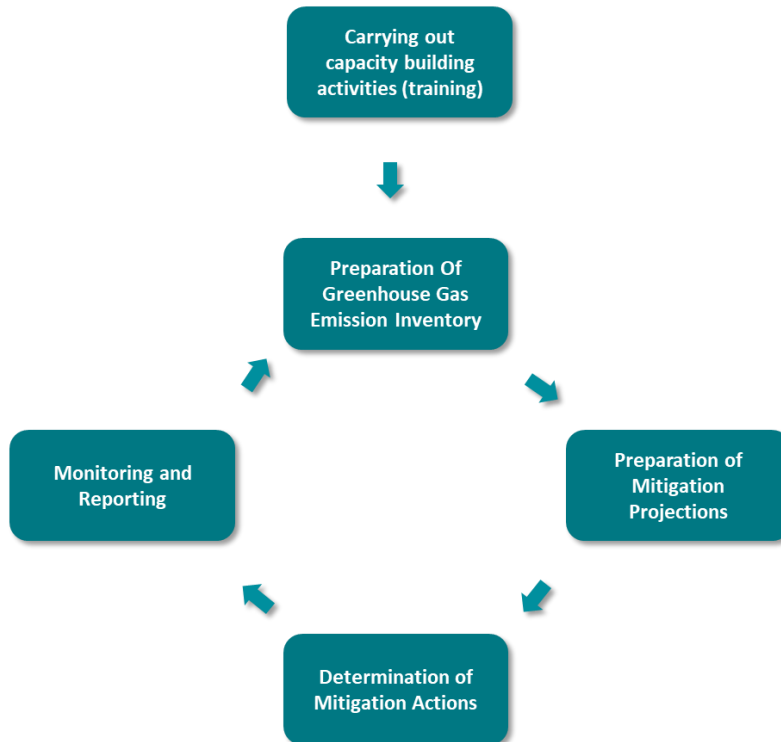 Carrying out
capacity building
activities (training)
Preparation Of
Greenhouse Gas
Emission Inventory
Monitoring and
Reporting
Preparation of
Mitigation
Projections
Determination of
Mitigation Actions